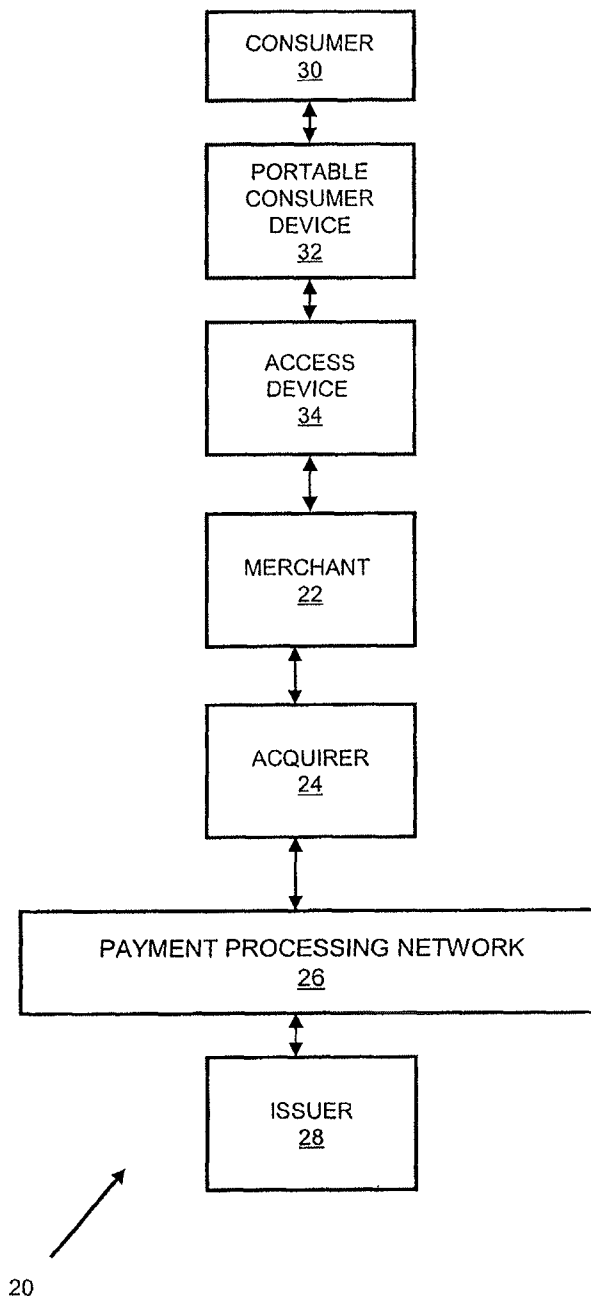 CONSUMER
30
PORTABLE
CONSUMER
DEVICE
32
ACCESS
DEVICE
34
MERCHANT
22
ACQUIRER
24
PAYMENT PROCESSING NETWORK
26
ISSUER
28
20